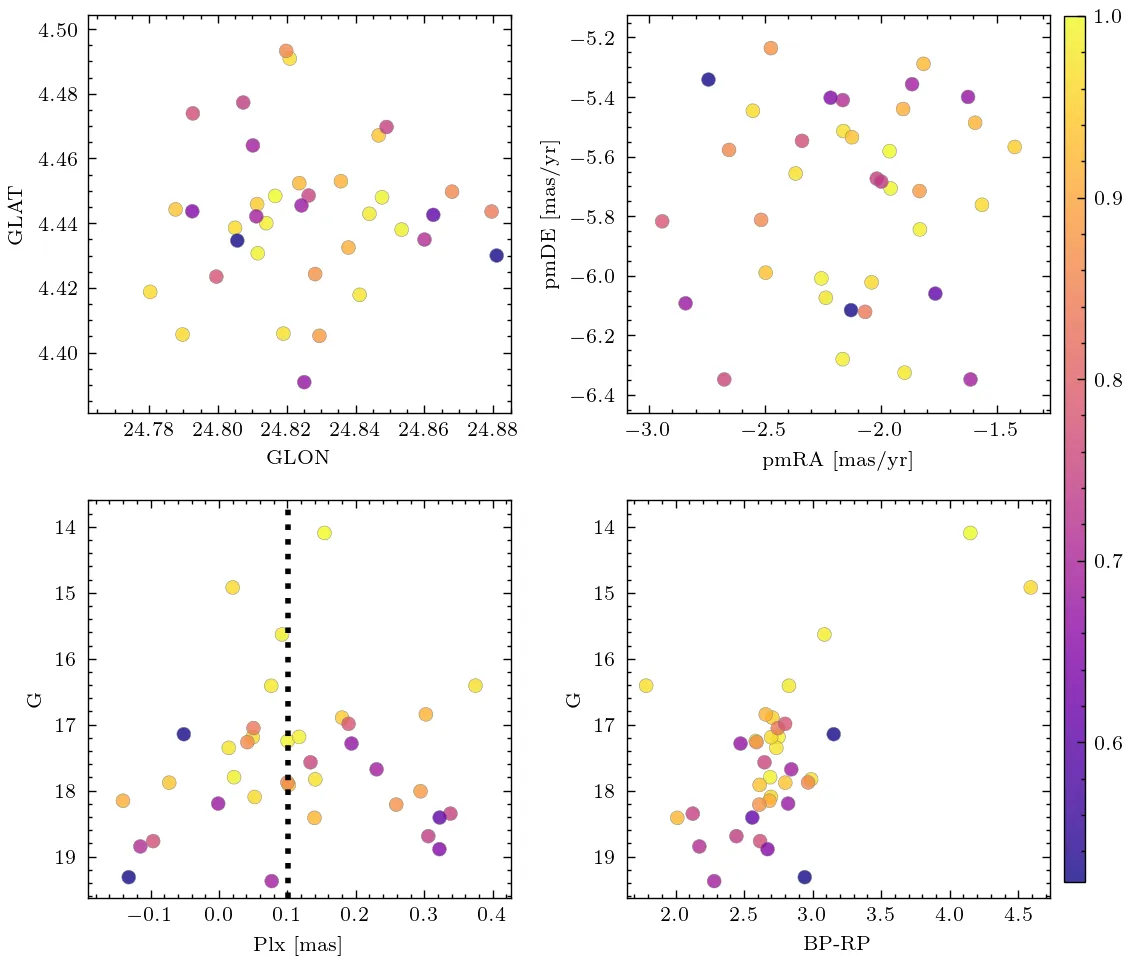 4.50
4.48
4.46
4.44
4.42
4.40
GLAT
24.78 24.80 24.82 24.84 24.86 24.88
GLON
−5.2
−5.4
−5.6
−5.8
−6.0
−6.2
−6.4
pmDE [mas/yr]
−3.0 −2.5 −2.0 −1.5
pmRA [mas/yr]
1.0
0.9
0.8
0.7
0.6
14
15
16
17
18
19
G
−0.1 0.0 0.1 0.2 0.3 0.4
Plx [mas]
14
15
16
17
18
19
G
2.0 2.5 3.0 3.5 4.0 4.5
BP-RP